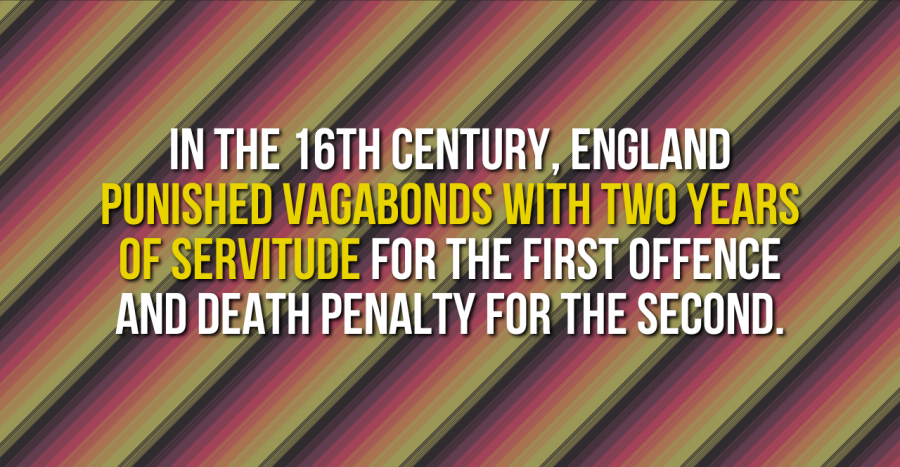 IN THE 16TH CENTURY, ENGLAND
PUNISHED VAGABONDS WITH TWO YEARS
OF SERVITUDE FOR THE FIRST OFFENCE
AND DEATH PENALTY FOR THE SECOND.